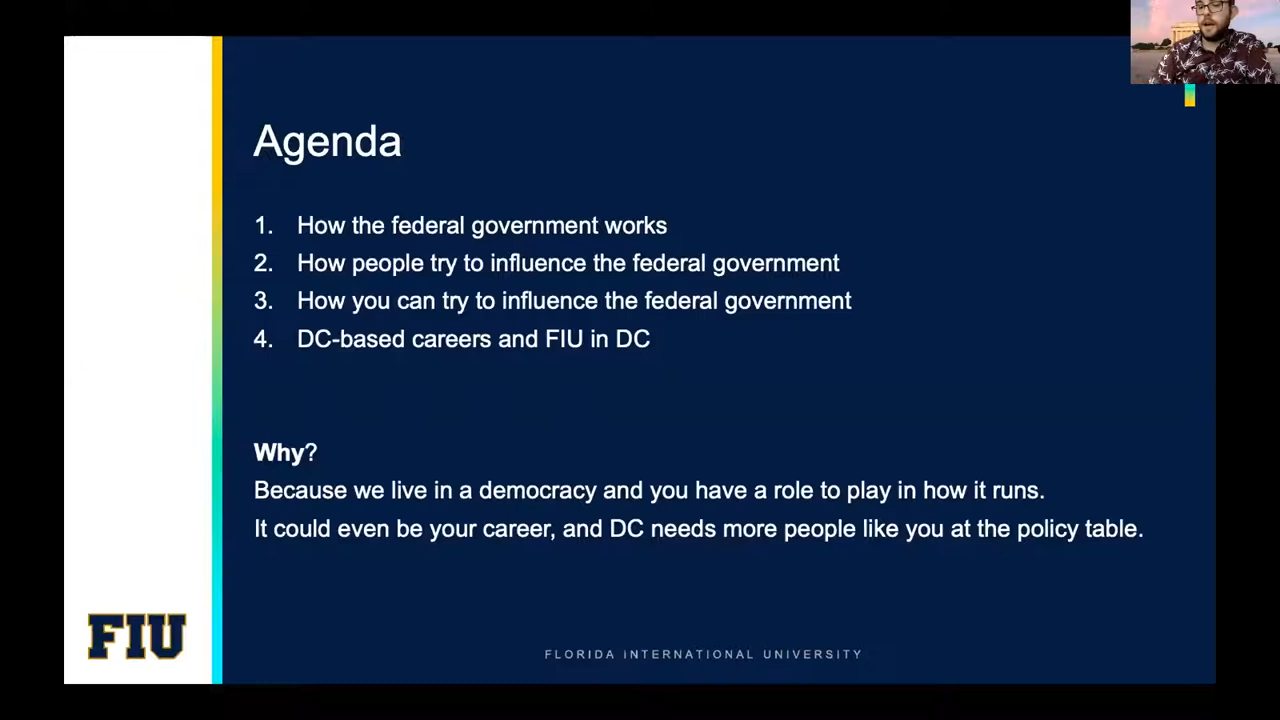 Agenda
1. How the federal government works
2. How people try to influence the federal government
3. How you can try to influence the federal government
4. DC-based careers and FIU in DC
Why?
Because we live in a democracy and you have a role to play in how it runs.
It could even be your career, and DC needs more people like you at the policy table.
FIU
FLORIDA INTERNATIONAL UNIVERSITY